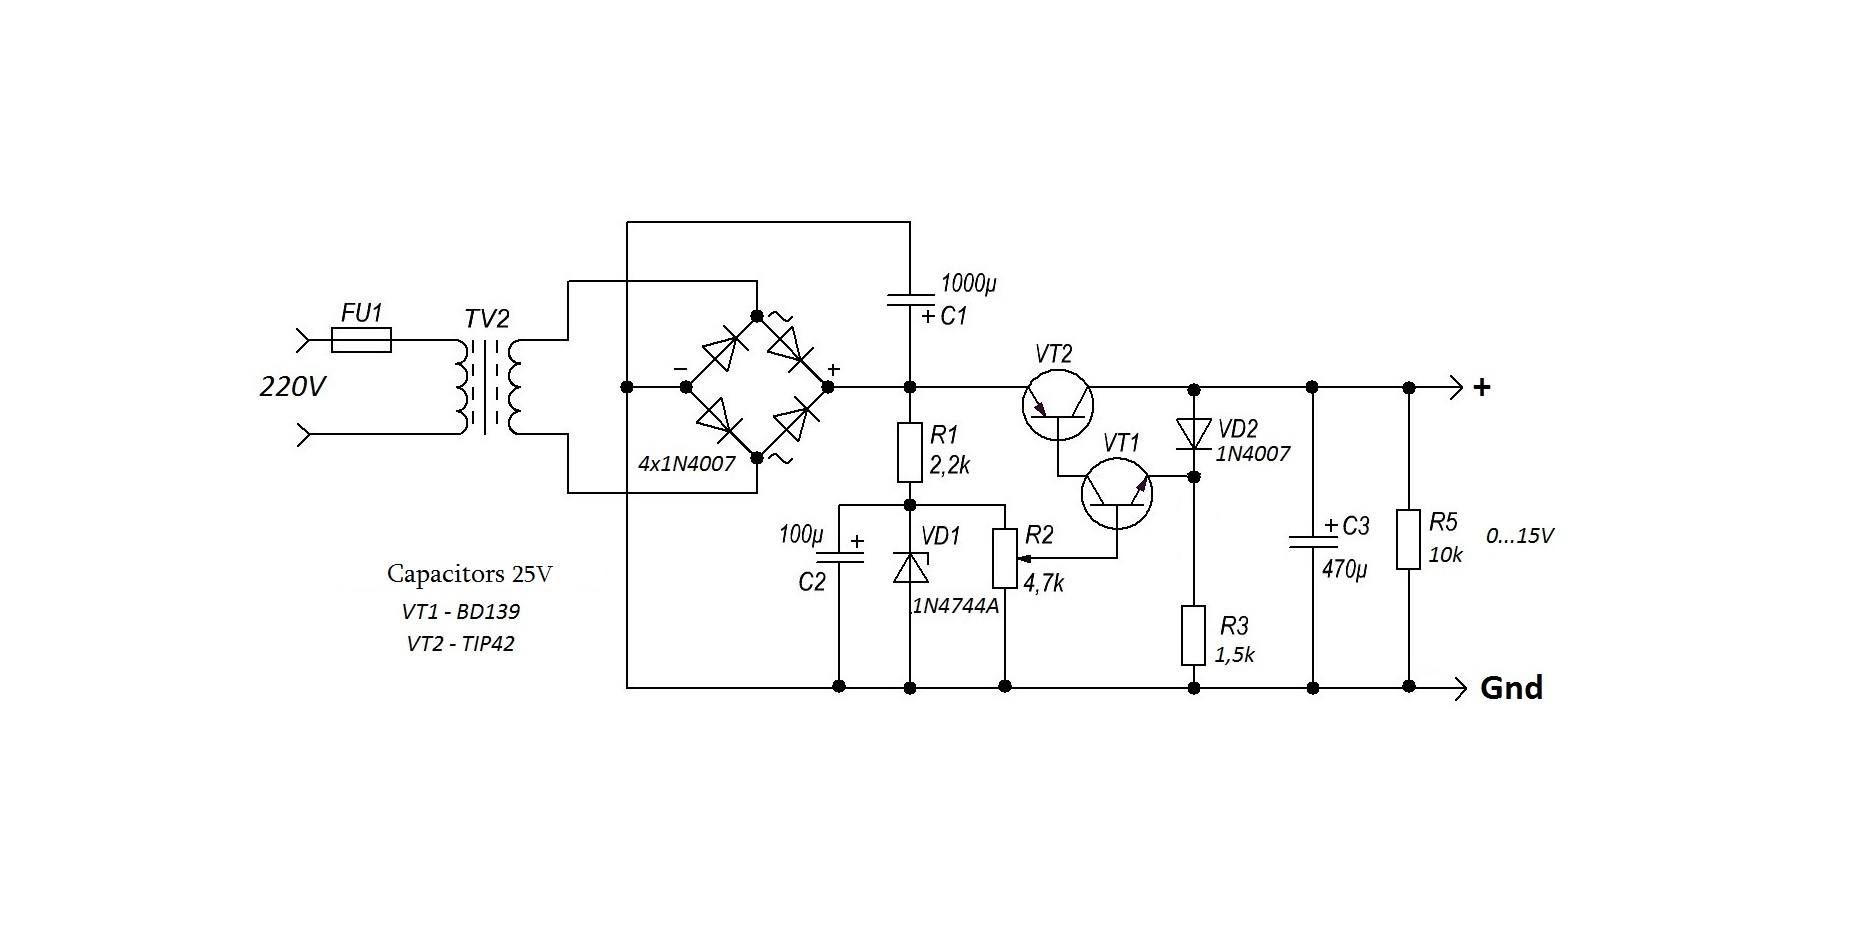 FU1
TV2
220V
~
−
+
4x1N4007
~
1000µ
+ C1
R1
2,2k
100µ
+
C2
VD1
1N4744A
R2
4,7k
VT2
VT1
VD2
1N4007
R3
1,5k
+ C3
470µ
R5
10k
0...15V
+
Gnd
Capacitors 25V
VT1 - BD139
VT2 - TIP42